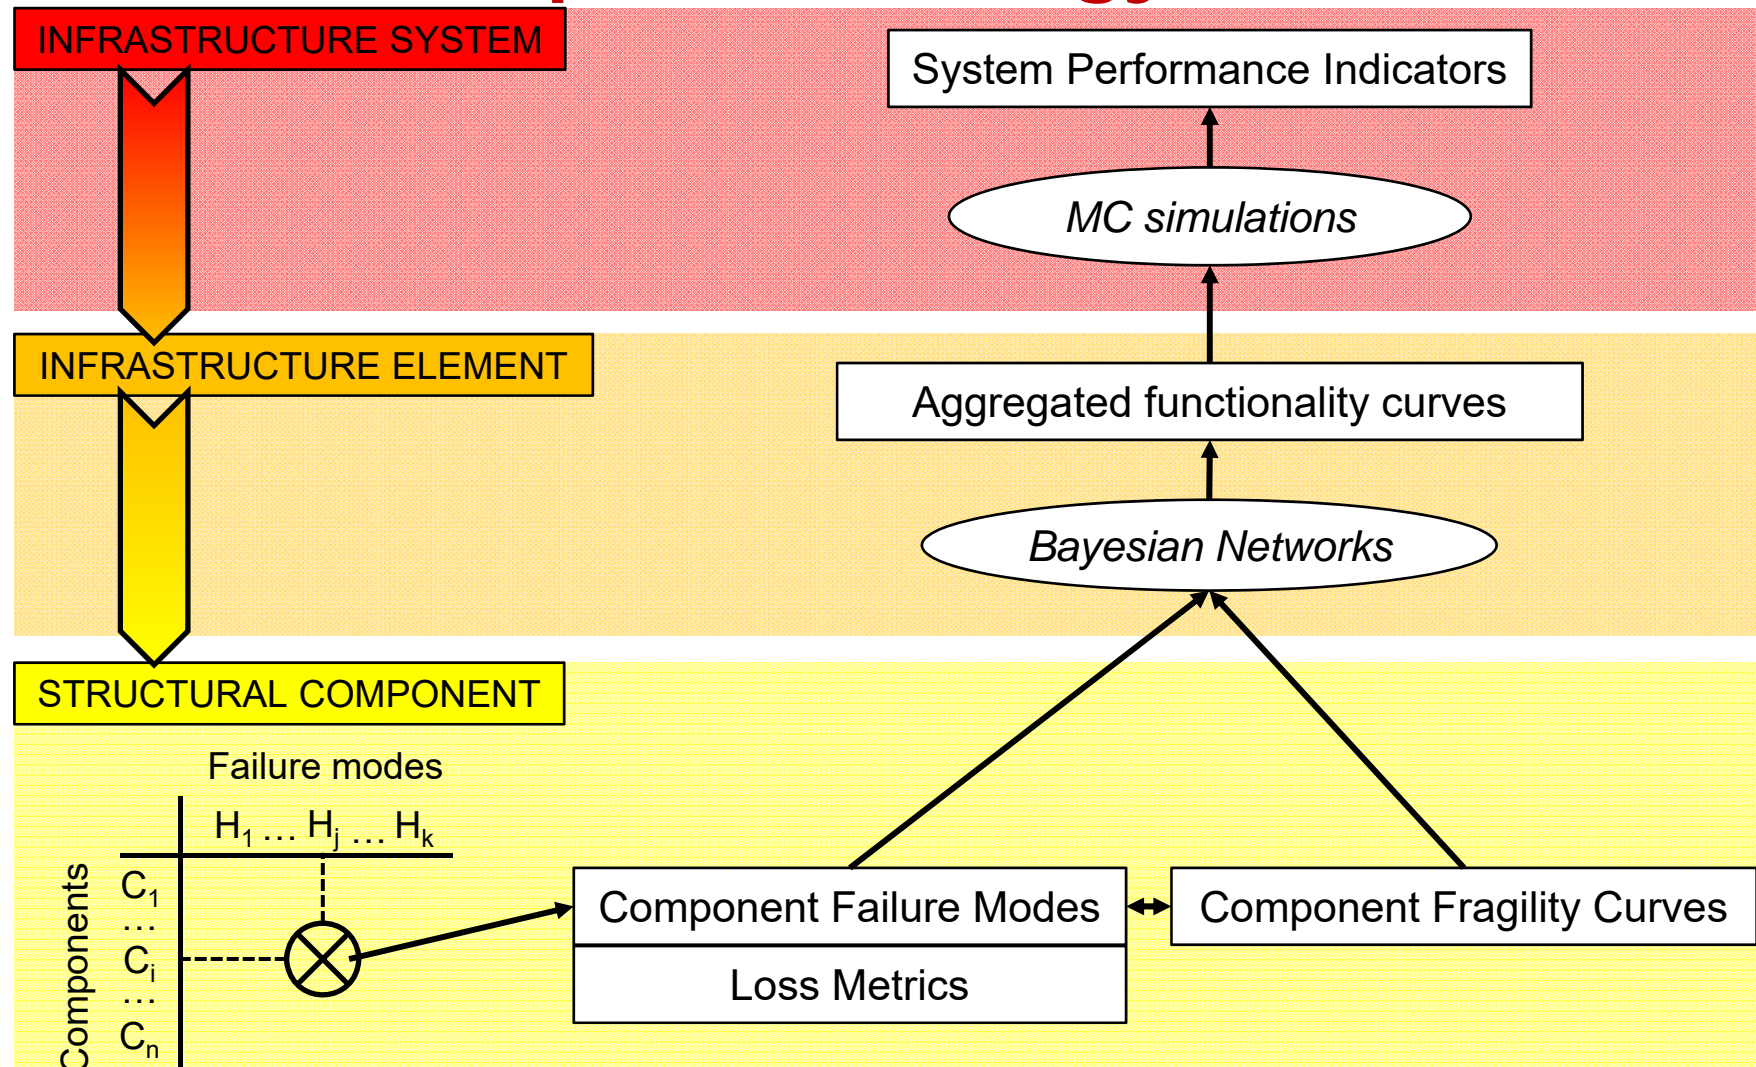 INFRASTRUCTURE SYSTEM
System Performance Indicators
MC simulations
INFRASTRUCTURE ELEMENT
Aggregated functionality curves
Bayesian Networks
STRUCTURAL COMPONENT
Failure modes
H1 ... Hj ... Hk
Components
C1
...
Ci
...
Cn
Component Failure Modes
Component Fragility Curves
Loss Metrics